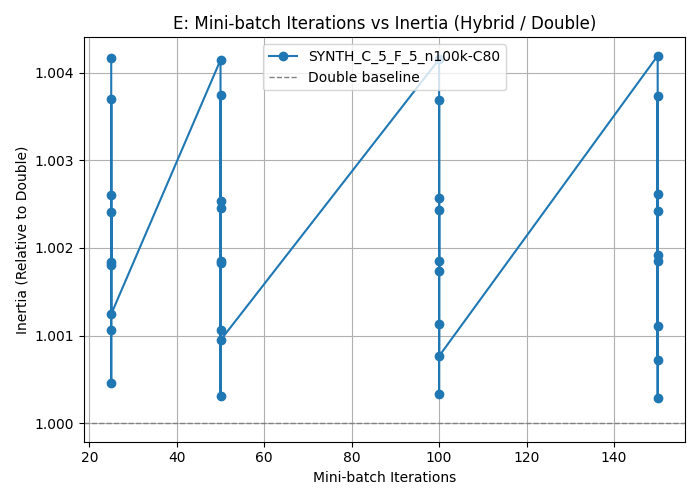 E: Mini-batch Iterations vs Inertia (Hybrid / Double)
SYNTH_C_5_F_5_n100k-C80
Double baseline
Inertia (Relative to Double)
1.004
1.003
1.002
1.001
1.000
20 40 60 80 100 120 140
Mini-batch Iterations